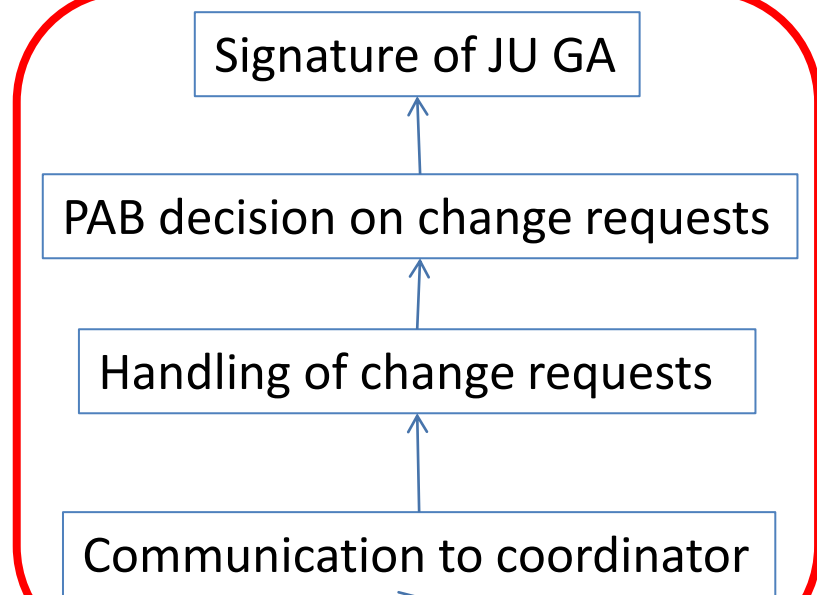 Signature of JU GA
PAB decision on change requests
Handling of change requests
Communication to coordinator